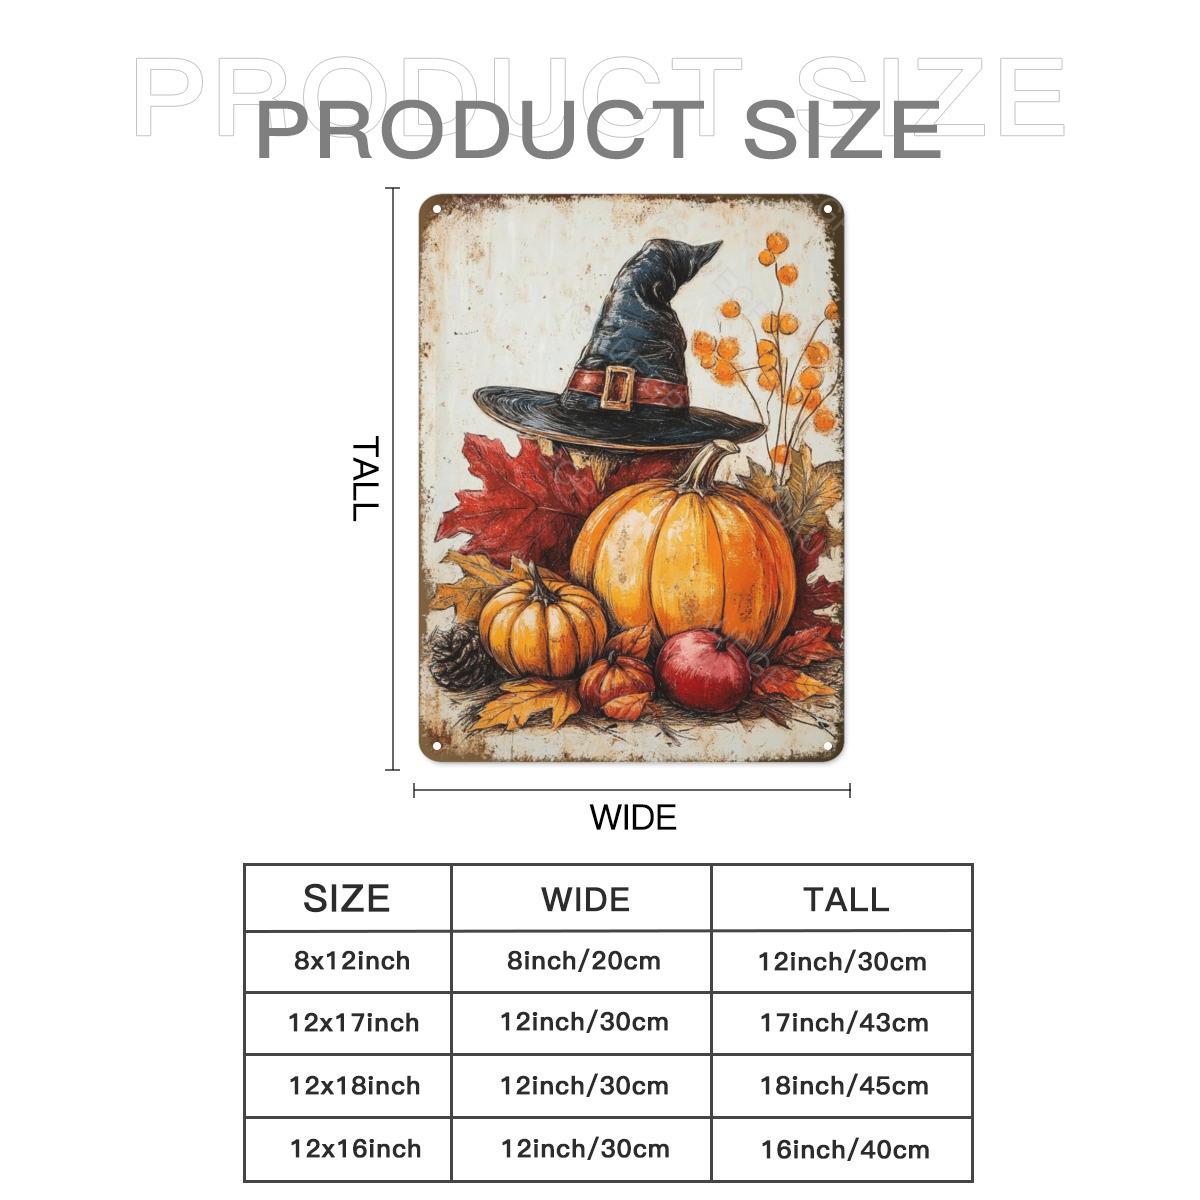 PRODUCT SIZE
PRODUCT SIZE
TALL
WIDE
SIZE WIDE TALL
8x12inch 8inch/20cm 12inch/30cm
12x17inch 12inch/30cm 17inch/43cm
12x18inch 12inch/30cm 18inch/45cm
12x16inch 12inch/30cm 16inch/40cm